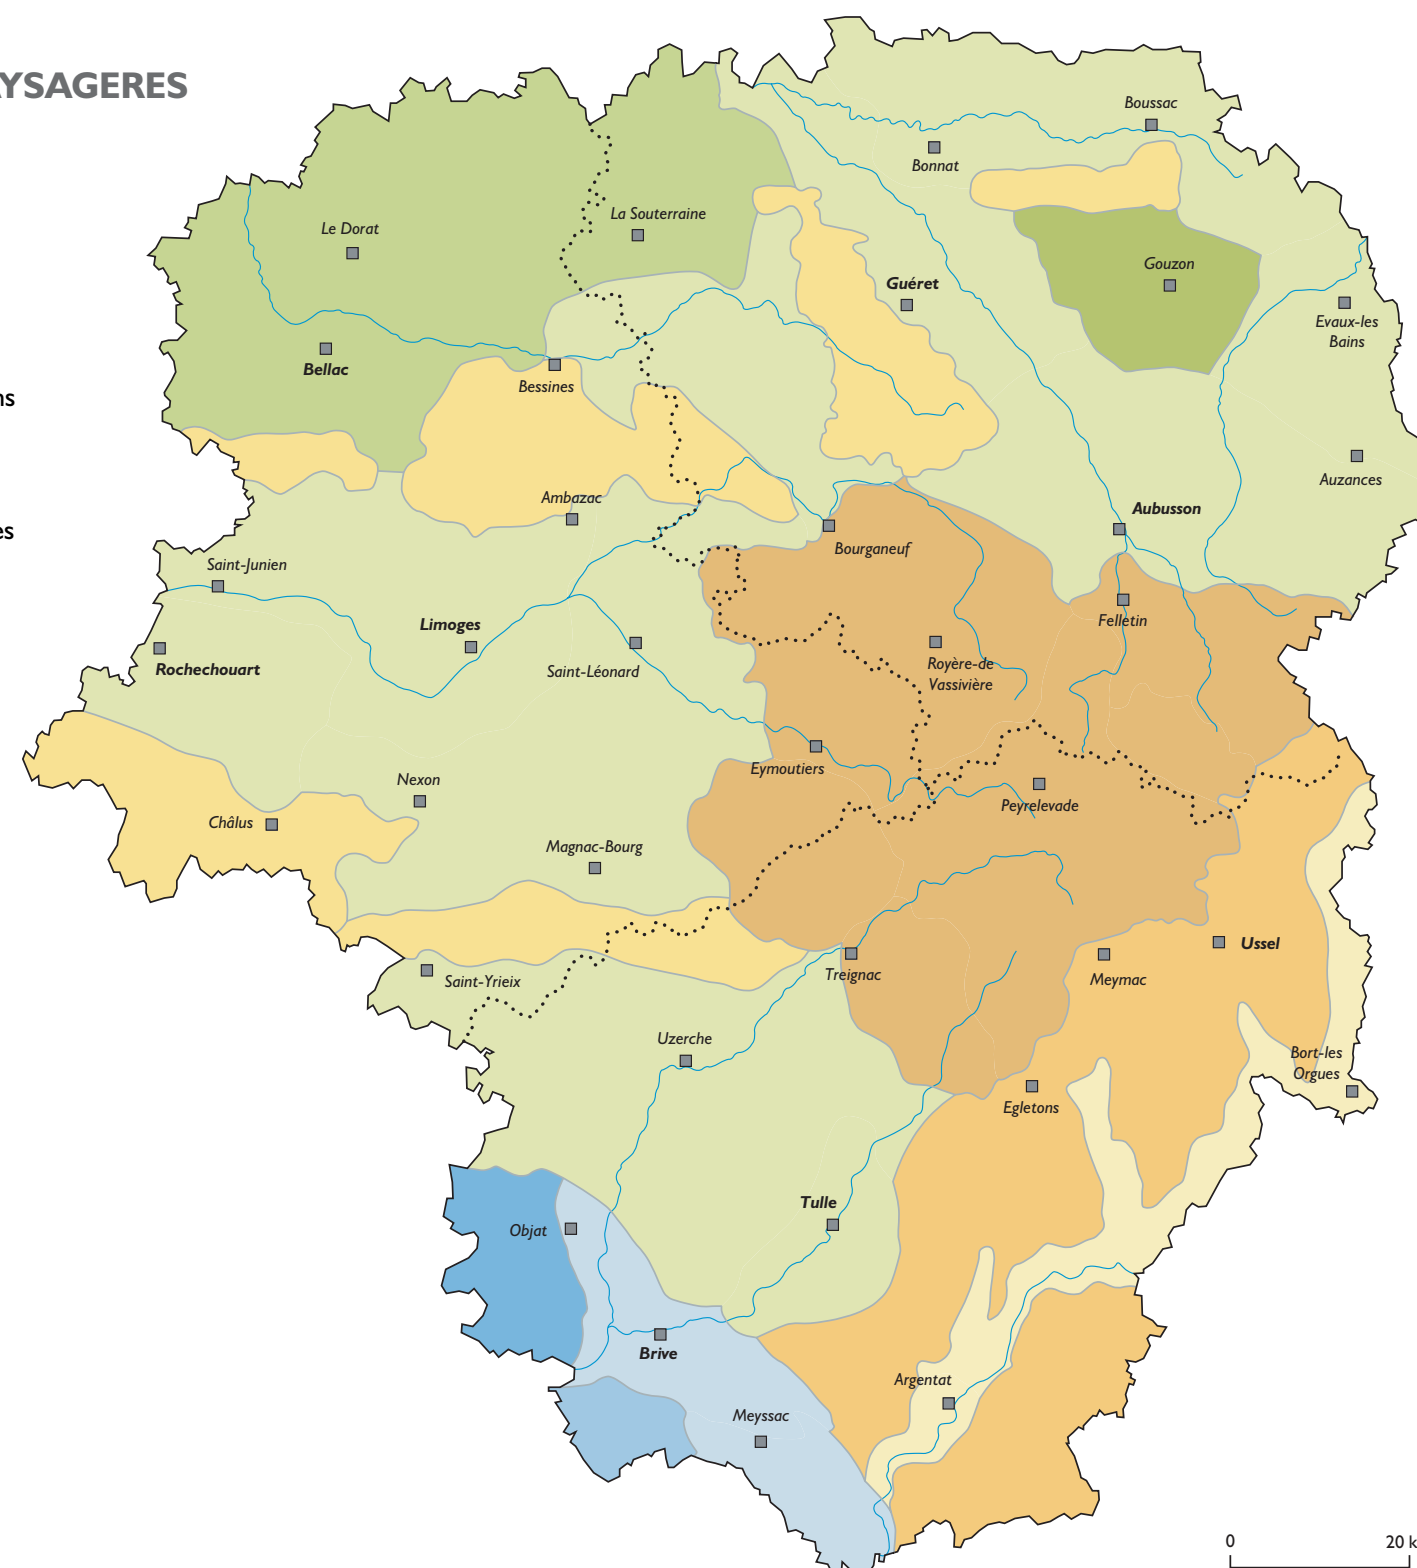 YSAGERES
Boussac
Bonnat
La Souterraine
Le Dorat
Gouzon
Guéret
Evaux-les
Bains
Bellac
Bessines
ns
Auzances
Ambazac
Aubusson
es
Bourganeuf
Saint-Junien
Felletin
Limoges
Rochechouart
Saint-Léonard
Royère-de
Vassivière
Eymoutiers
Nexon
Peyrelevade
Châlus
Magnac-Bourg
Ussel
Treignac
Meymac
Saint-Yrieix
Uzerche
Bort-les
Orgues
Egletons
Tulle
Objat
Brive
Argentat
Meyssac
0 20 k